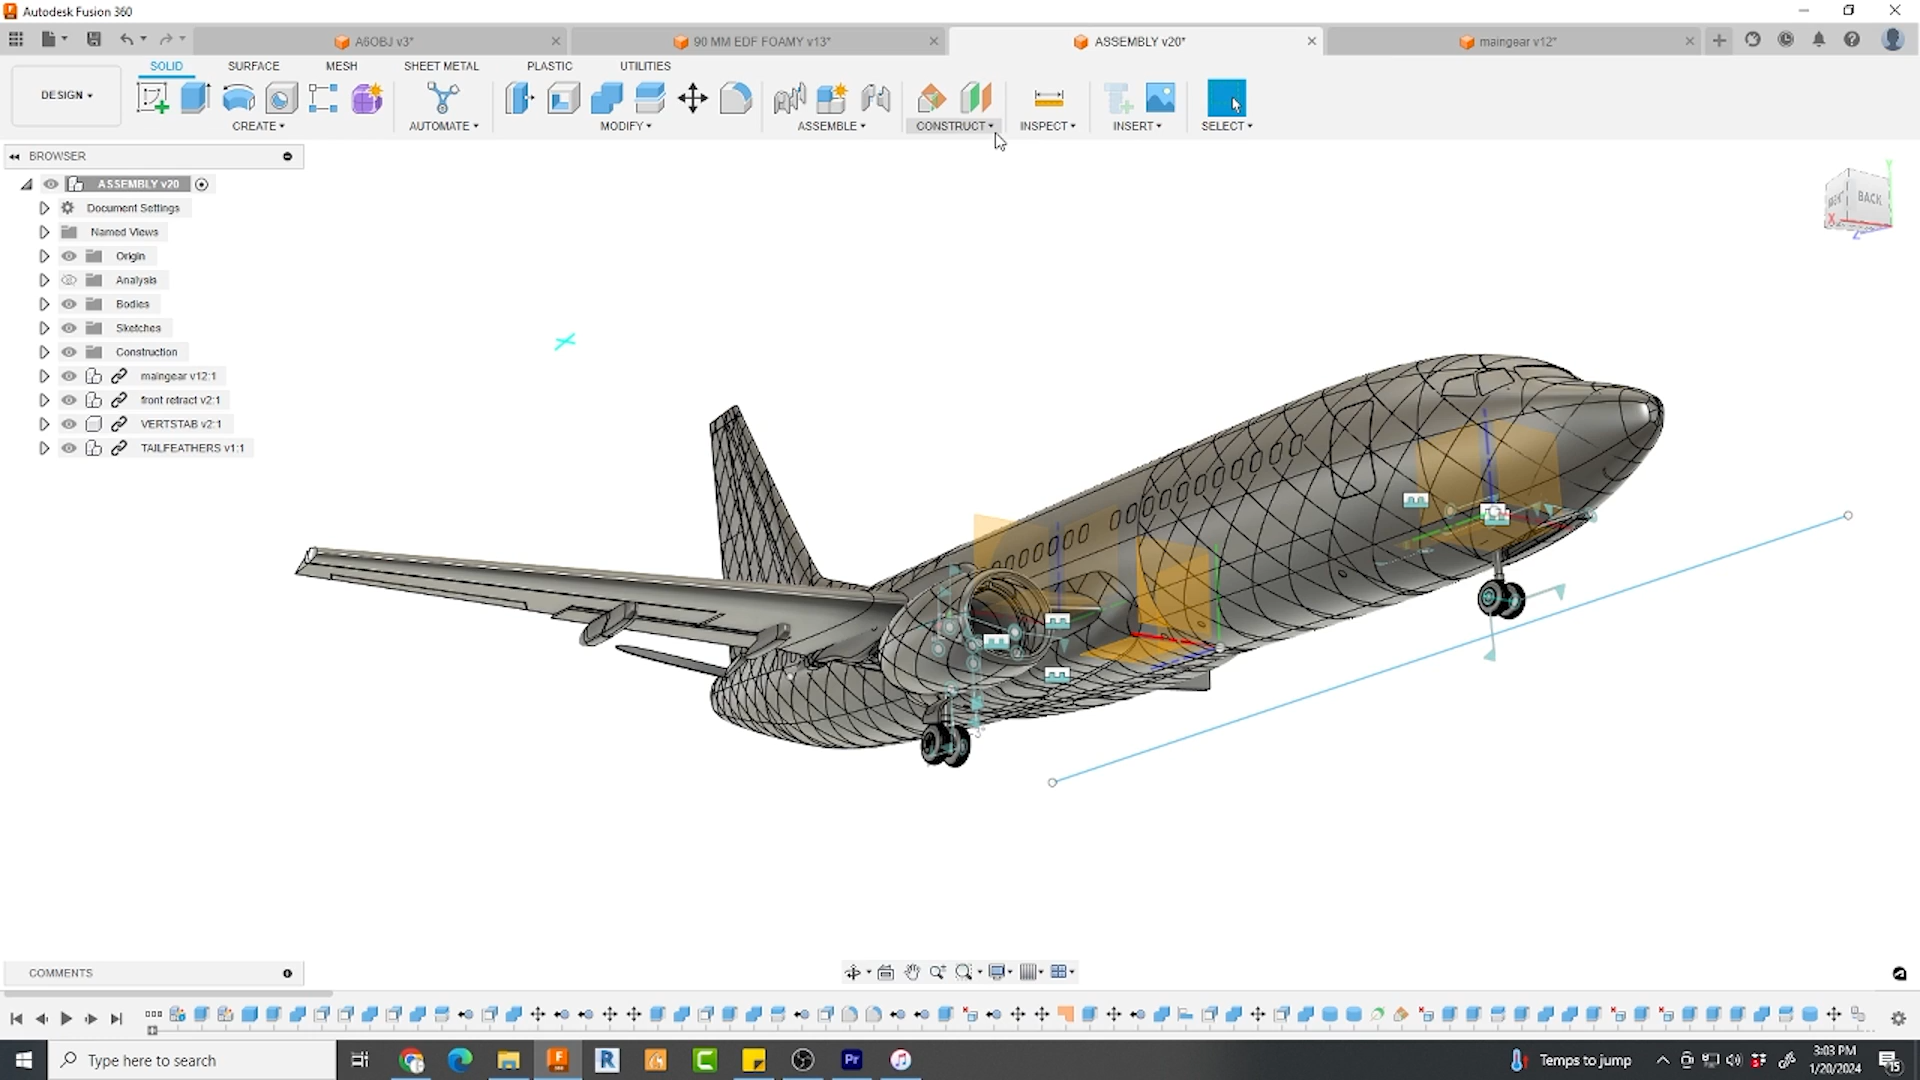 Autodesk Fusion 360
A6OBJ v3*
90 MM EDF FOAMY v13*
ASSEMBLY v20*
maingear v12*
SOLID
SURFACE
MESH
SHEET METAL
PLASTIC
UTILITIES
DESIGN
CREATE
AUTOMATE
MODIFY
ASSEMBLE
CONSTRUCT
INSPECT
INSERT
SELECT
BROWSER
ASSEMBLY v20
Document Settings
Named Views
Origin
Analysis
Bodies
Sketches
Construction
maingear v12:1
front retract v2:1
VERTSTAB v2:1
TAILFEATHERS v1:1
BACK
X
Y
COMMENTS
Type here to search
Pr
Temps to jump
3:03 PM
1/20/2024
15